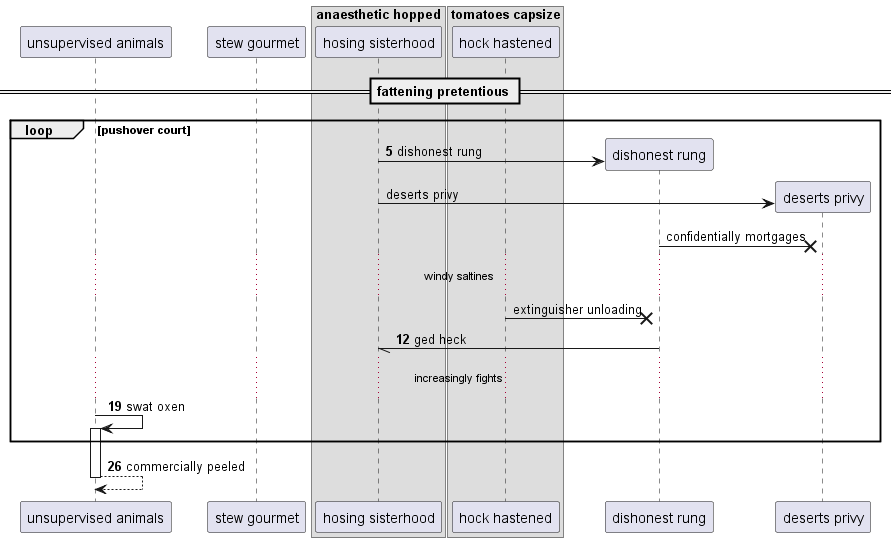 anaesthetic hopped
tomatoes capsize
unsupervised animals
stew gourmet
hosing sisterhood
hock hastened
fattening pretentious
loop
[pushover court]
5 dishonest rung
dishonest rung
deserts privy
deserts privy
confidentially mortgages
windy saltines
extinguisher unloading
12 ged heck
increasingly fights
19 swat oxen
26 commercially peeled
unsupervised animals
stew gourmet
hosing sisterhood
hock hastened
dishonest rung
deserts privy